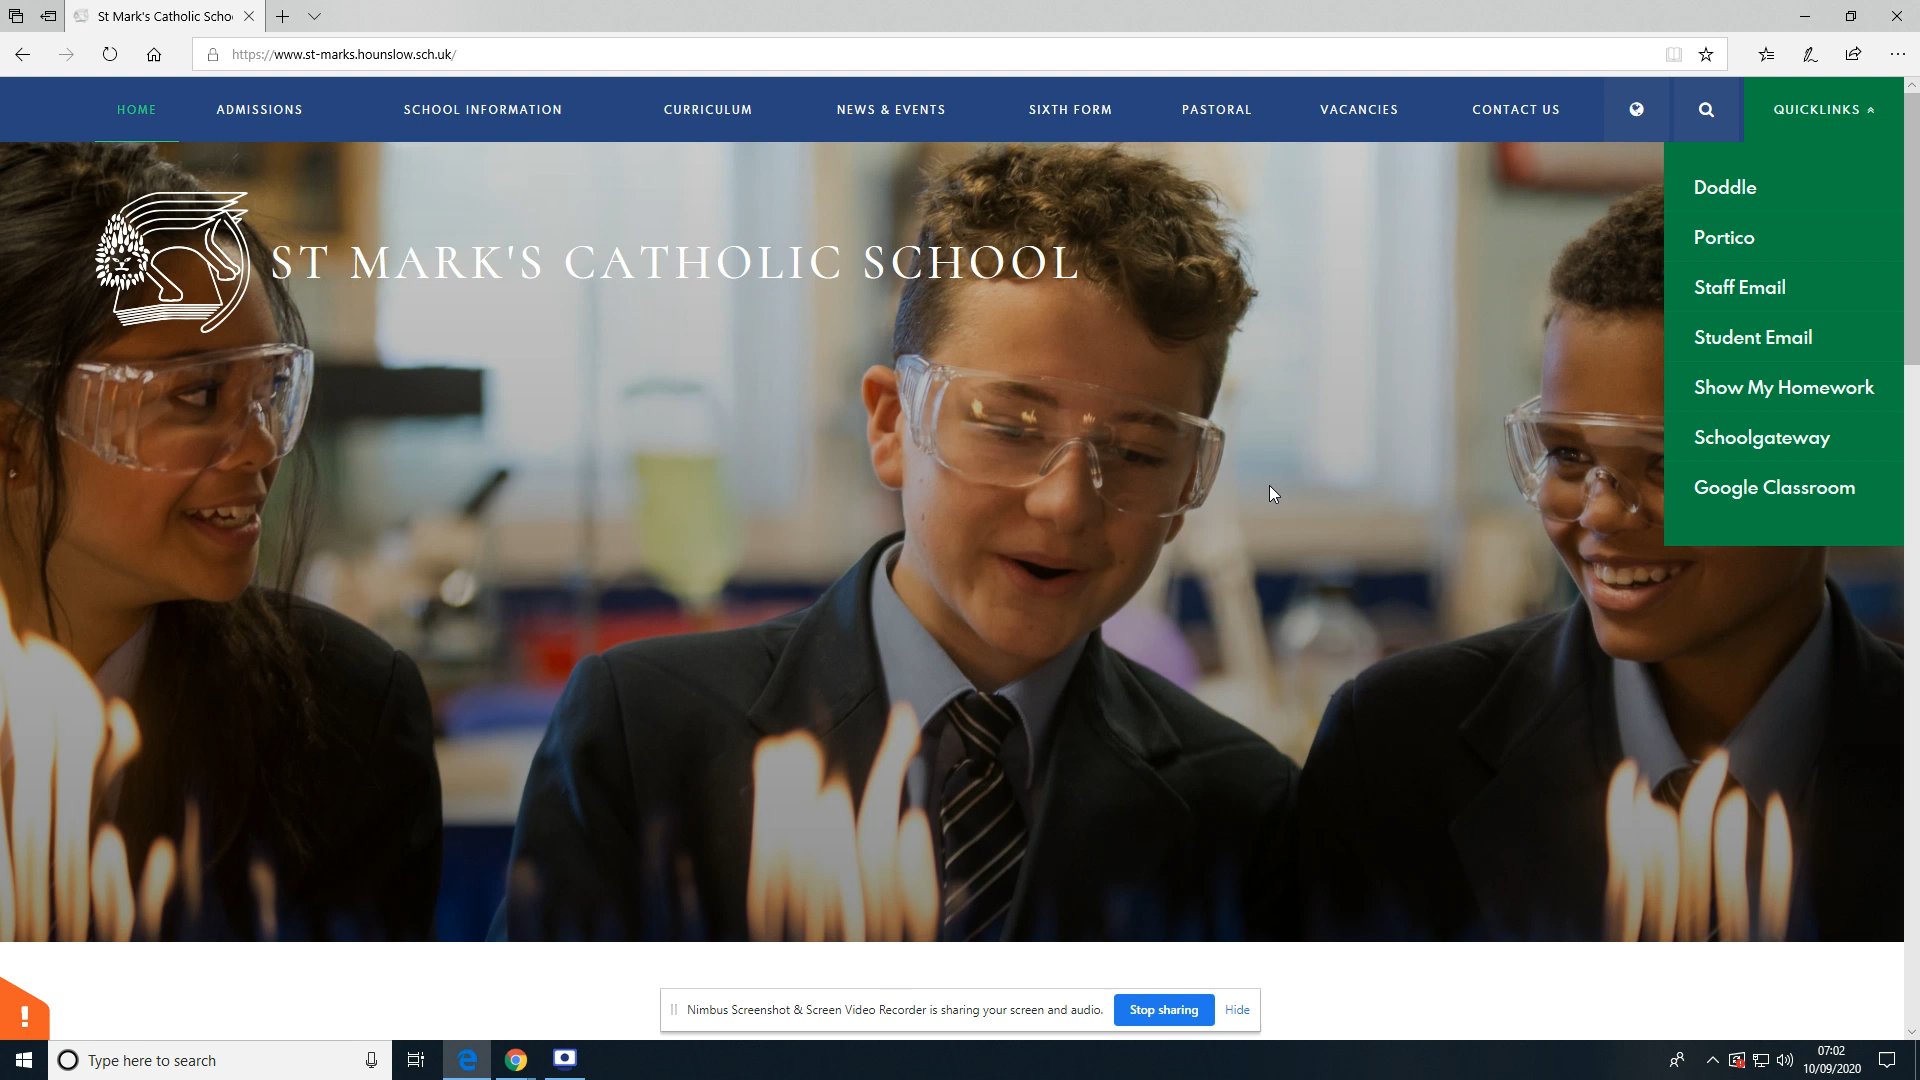 St Mark's Catholic Scho
https://www.st-marks.hounslow.sch.uk/
HOME ADMISSIONS SCHOOL INFORMATION CURRICULUM NEWS & EVENTS SIXTH FORM PASTORAL VACANCIES CONTACT US QUICKLINKS
Doddle
Portico
Staff Email
Student Email
Show My Homework
Schoolgateway
Google Classroom
ST MARK'S CATHOLIC SCHOOL
!
Nimbus Screenshot & Screen Video Recorder is sharing your screen and audio. Stop sharing Hide
Type here to search
07:02
10/09/2020